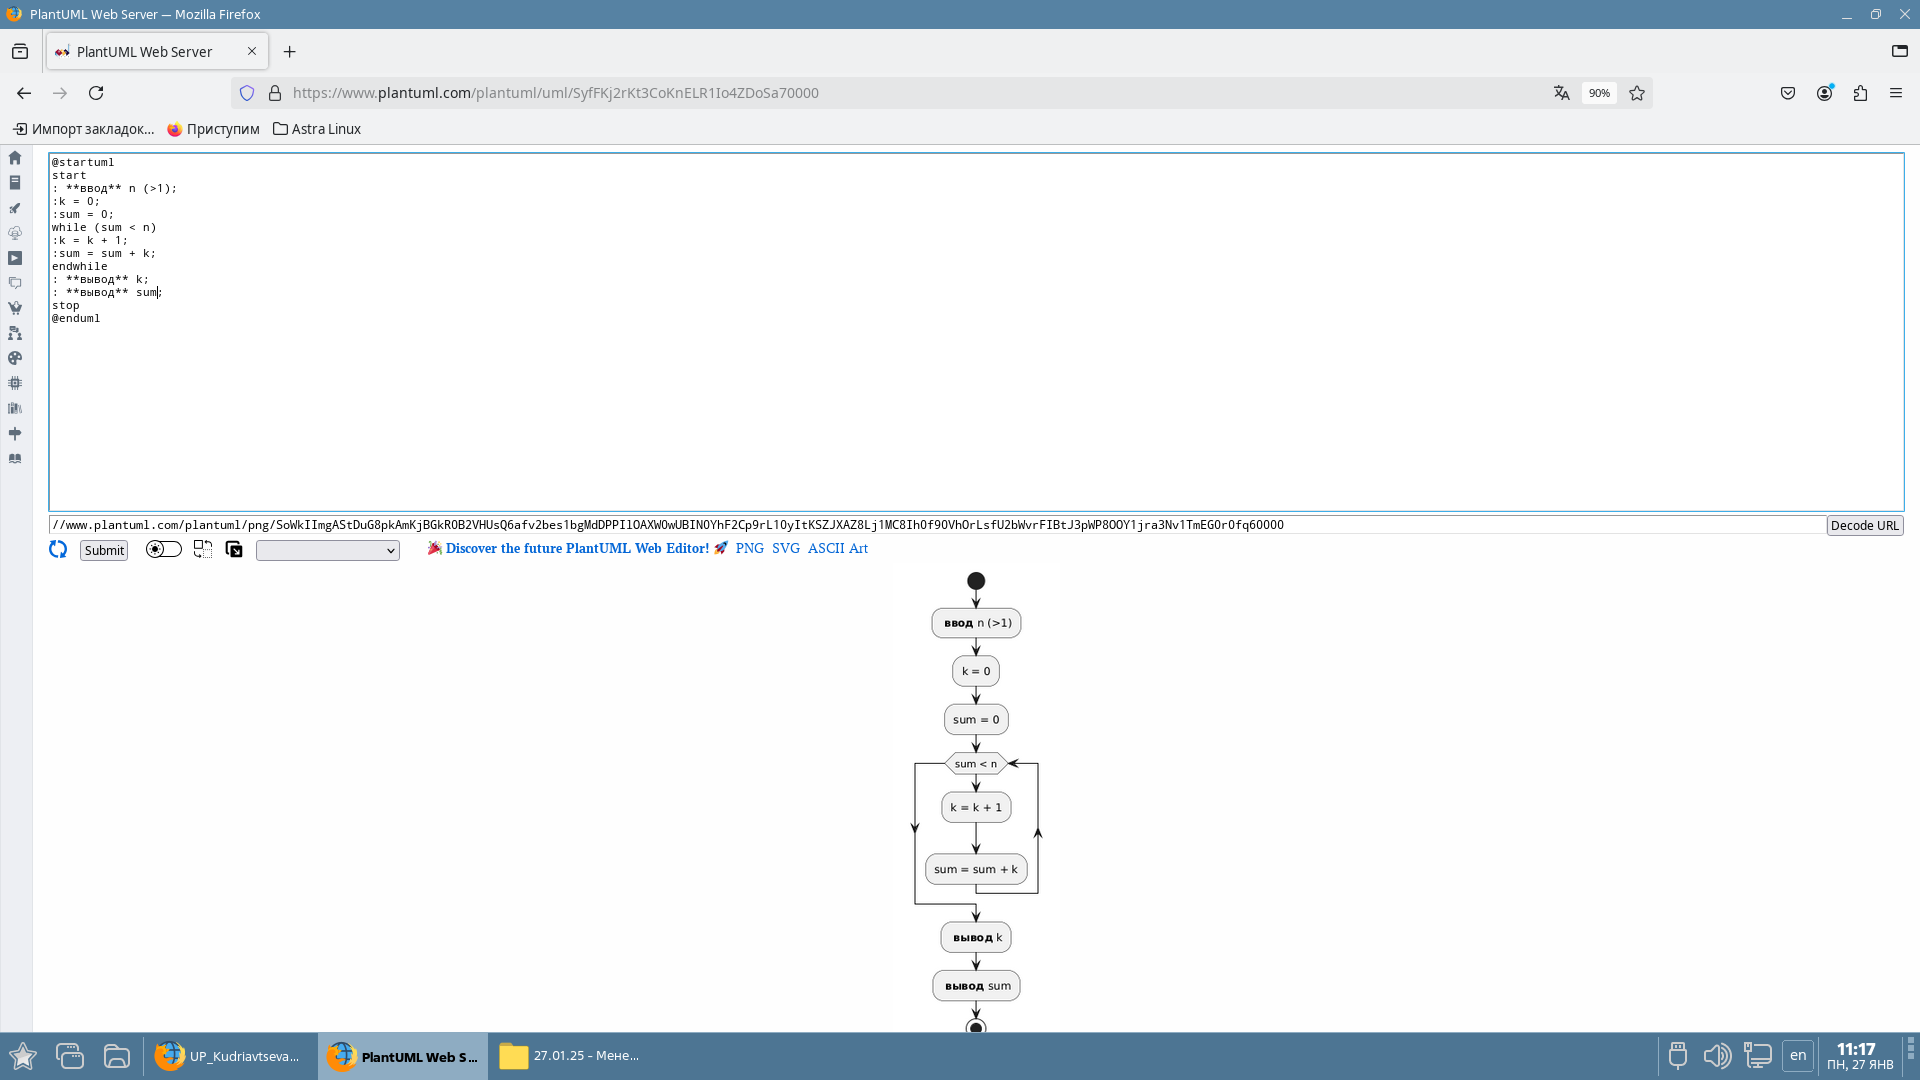 PlantUML Web Server — Mozilla Firefox
PlantUML Web Server
https://www.plantuml.com/plantuml/uml/SyfFKj2rKt3CoKnELR1Io4ZDoSa70000
90%
Импорт закладок...
Приступим
Astra Linux
@startuml
start
: **ввод** n (>1);
:k = 0;
:sum = 0;
while (sum < n)
:k = k + 1;
:sum = sum + k;
endwhile
: **вывод** k;
: **вывод** sum;
stop
@enduml
//www.plantuml.com/plantuml/png/SoWkIImgAStDuG8pkAmKjBGkROB2VHUsQ6afv2bes1bgMdDPPIlOAXW0wUBIN0YhF2Cp9rL10yItKSZJXAZ8Lj1MC8Ih0f90VhOrLsfU2bWvrFIBtJ3pWP8OOY1jra3Nv1TmEG0r0fq60000
Decode URL
Submit
Discover the future PlantUML Web Editor!
PNG SVG ASCII Art
ввод n (>1)
k = 0
sum = 0
sum < n
k = k + 1
sum = sum + k
вывод k
вывод sum
UP_Kudriavtseva...
PlantUML Web S...
27.01.25 – Мене...
en
11:17
ПН, 27 ЯНВ